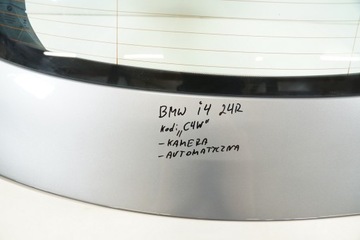 BMW i4 24R
Kod: „C4W"
- KAMERA
- AUTOMATYCZNA